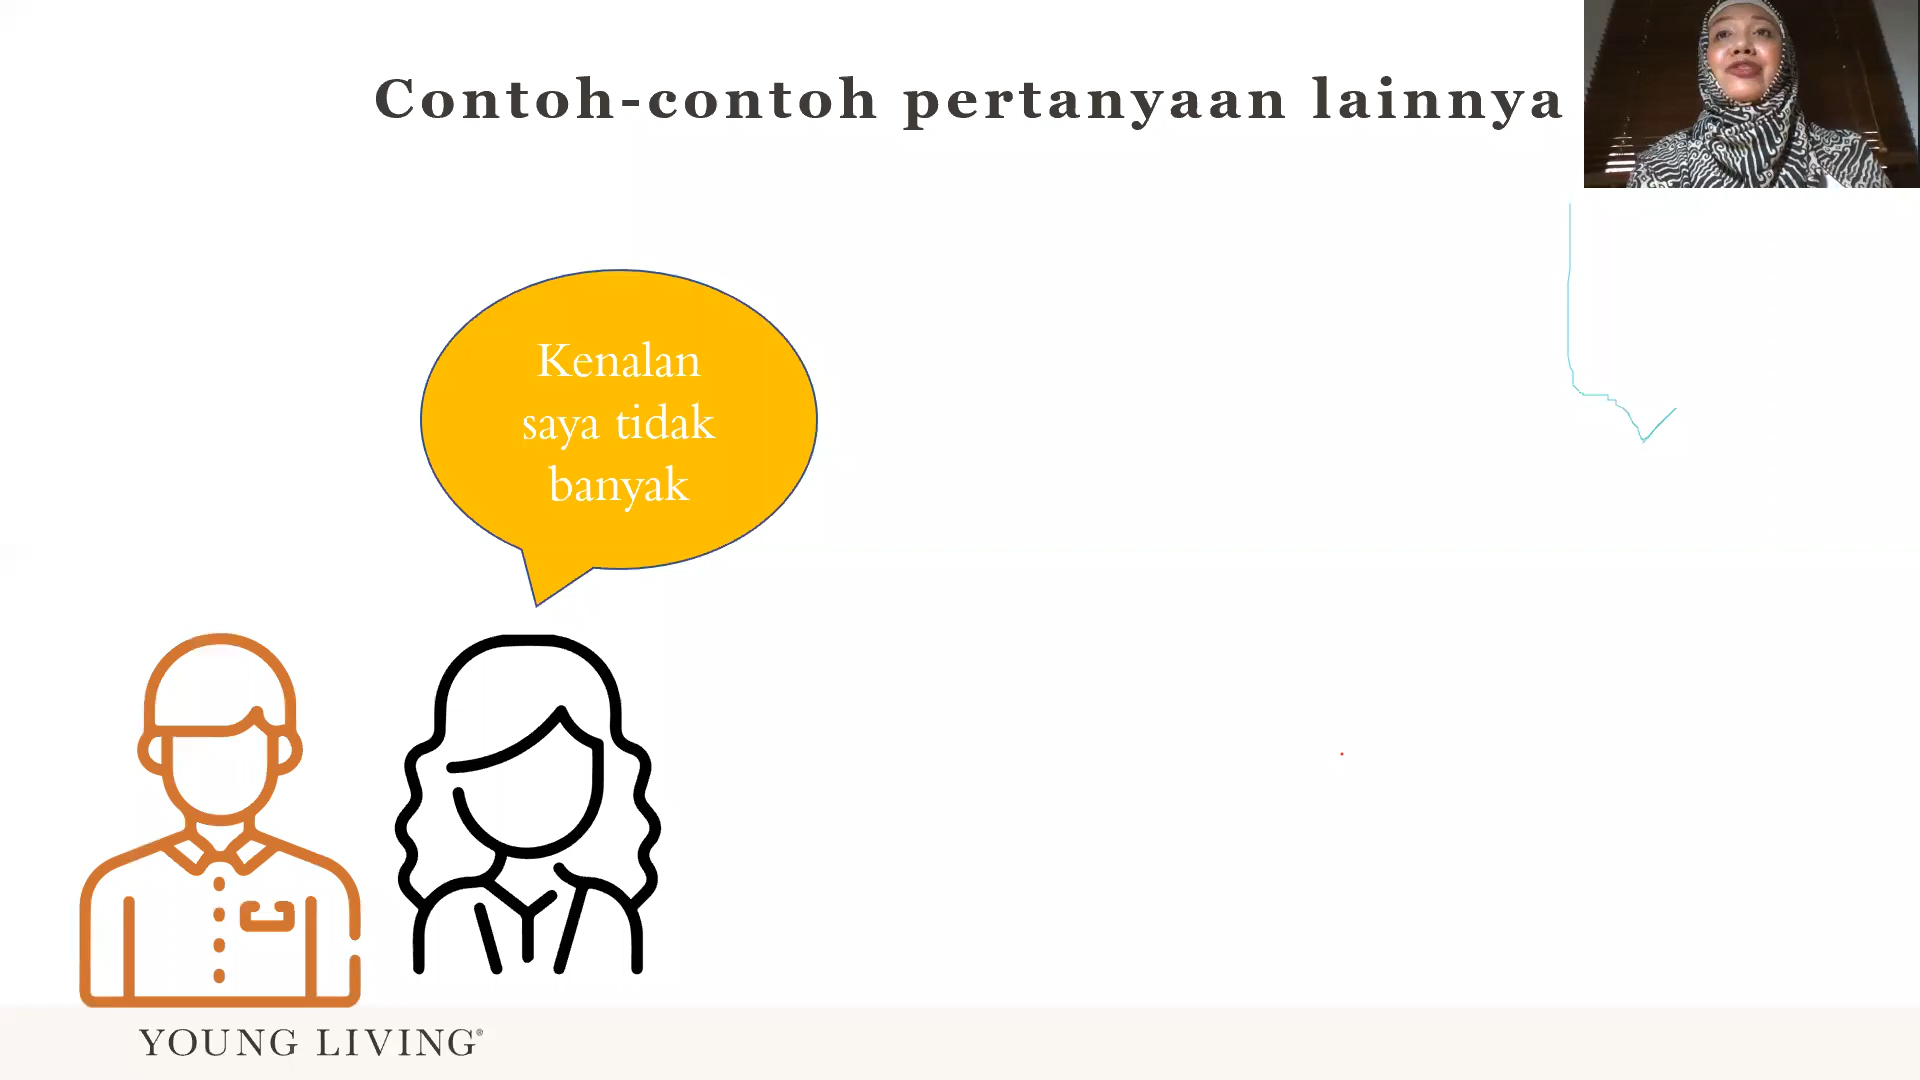 Contoh-contoh pertanyaan lainnya
Kenalan
saya tidak
banyak
YOUNG LIVING®